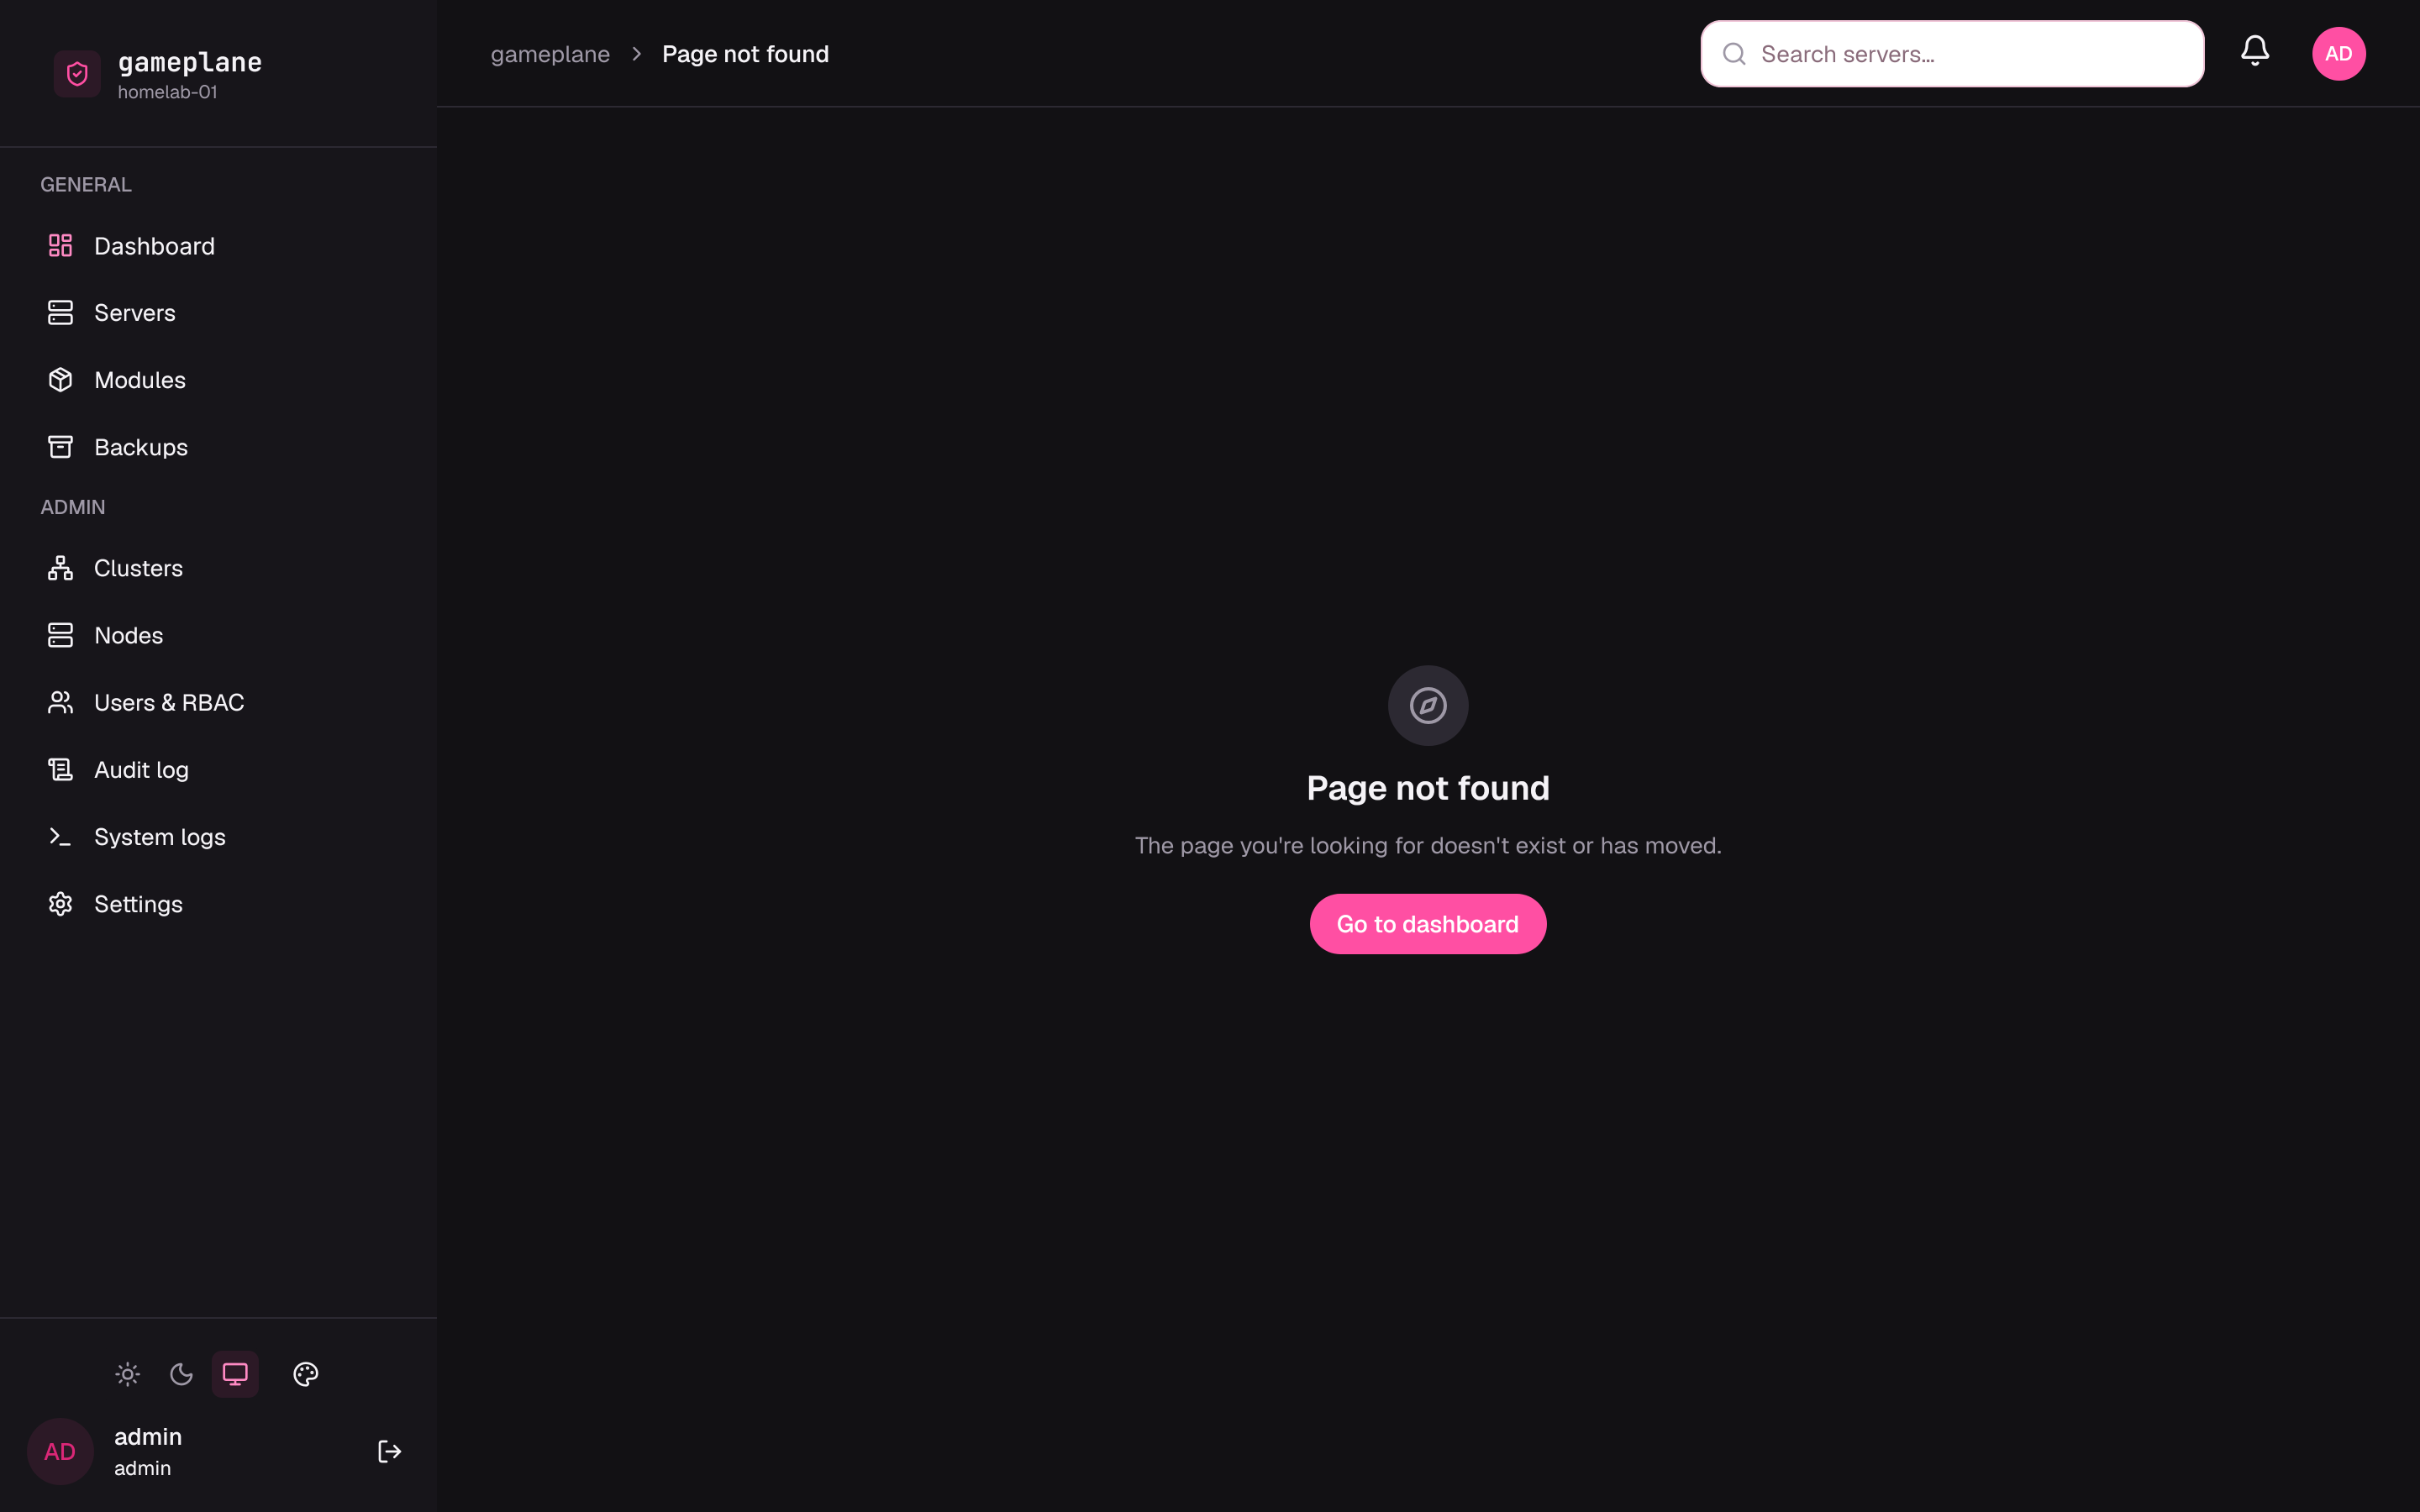 gameplane
homelab-01
GENERAL
Dashboard
Servers
Modules
Backups
ADMIN
Clusters
Nodes
Users & RBAC
Audit log
System logs
Settings
AD
admin
admin
gameplane > Page not found
Search servers...
AD
Page not found
The page you're looking for doesn't exist or has moved.
Go to dashboard